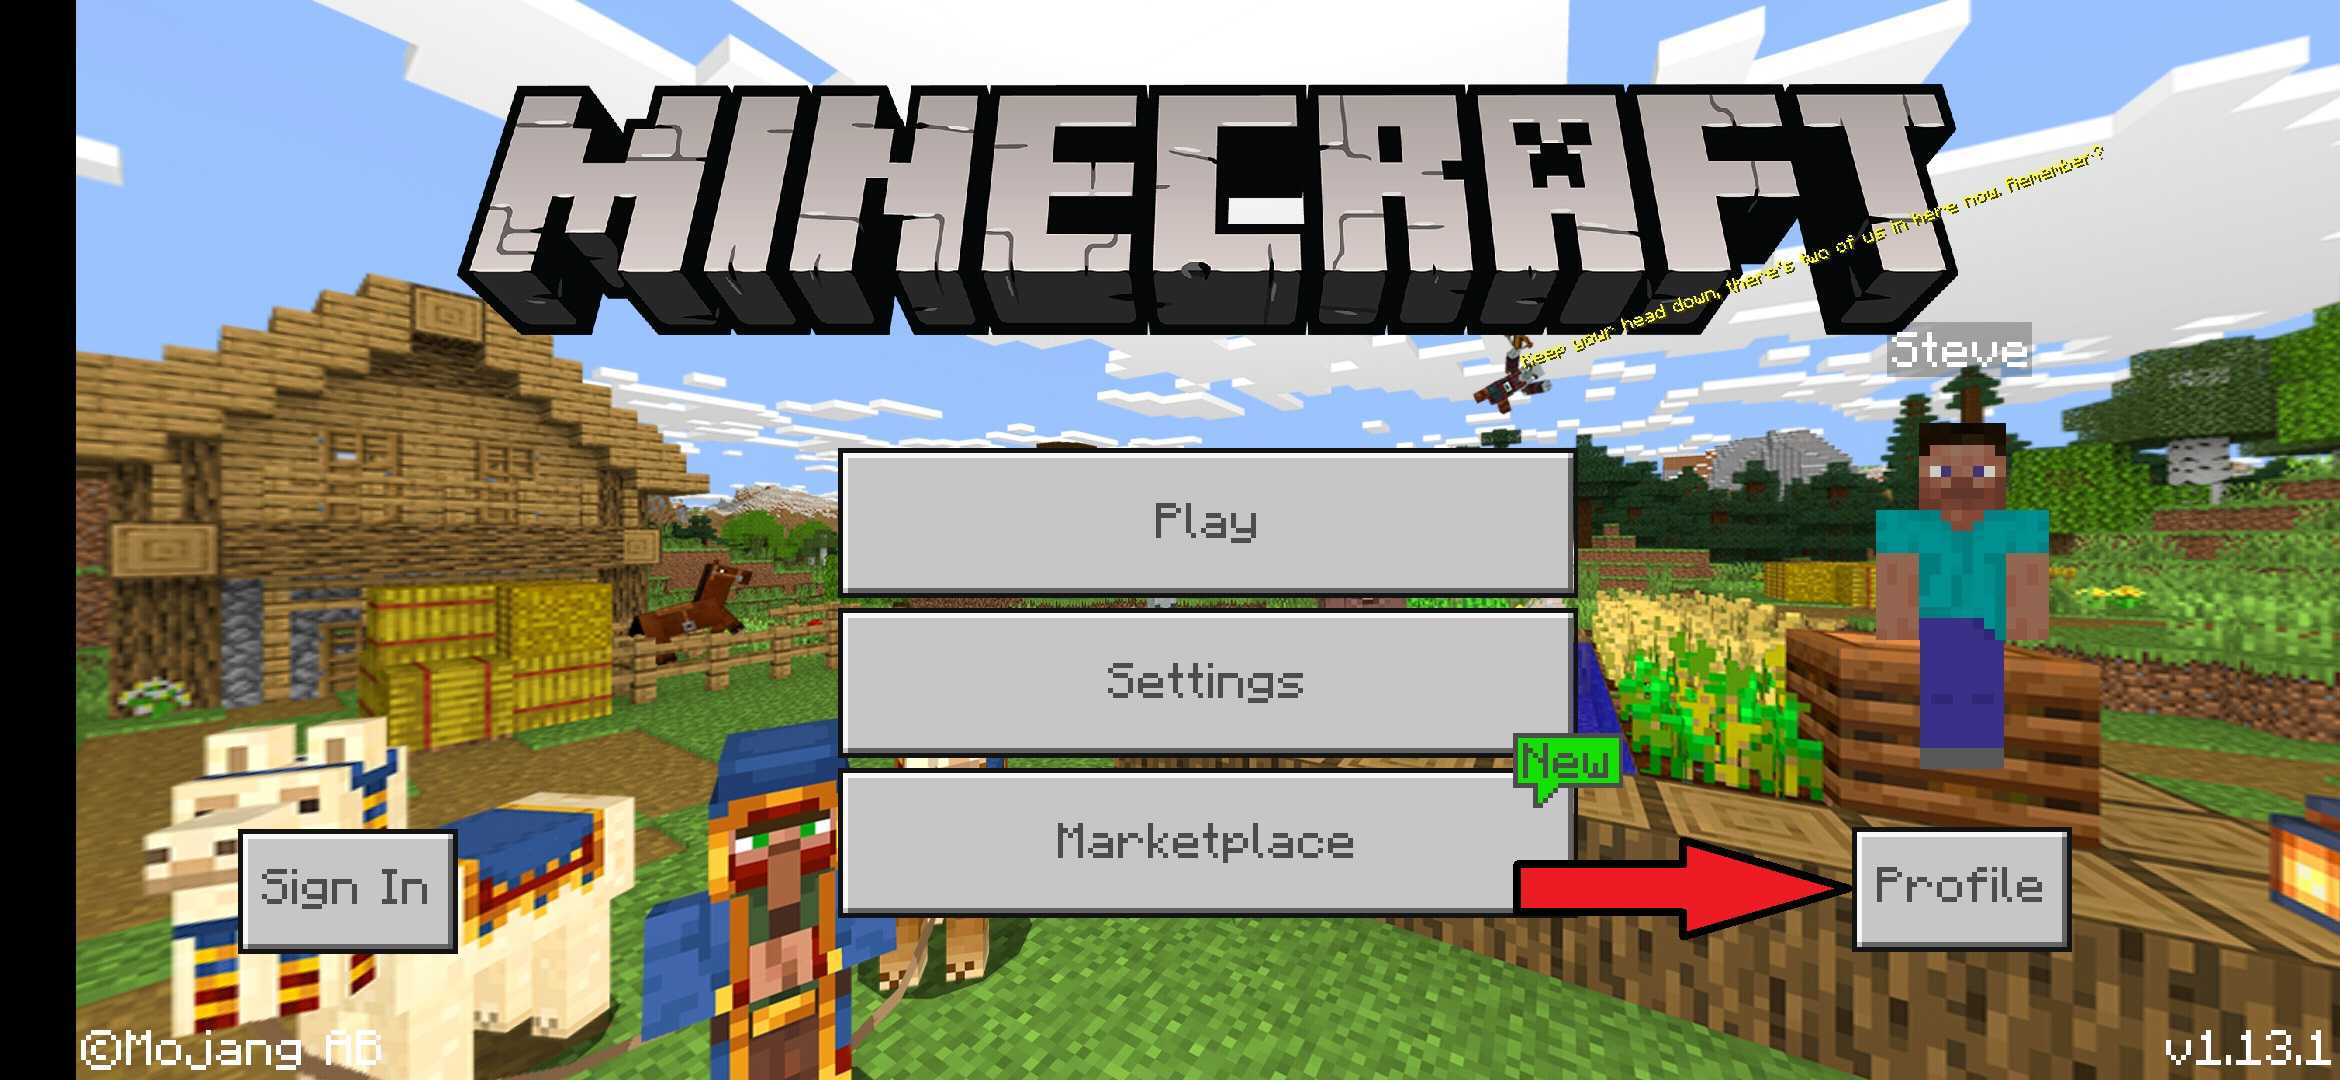 MINECRAFT
Keep your head down, there's two of us in here now. Remember?
Steve
Play
Settings
New
Marketplace
Sign In
Profile
©Mojang AB
v1.13.1